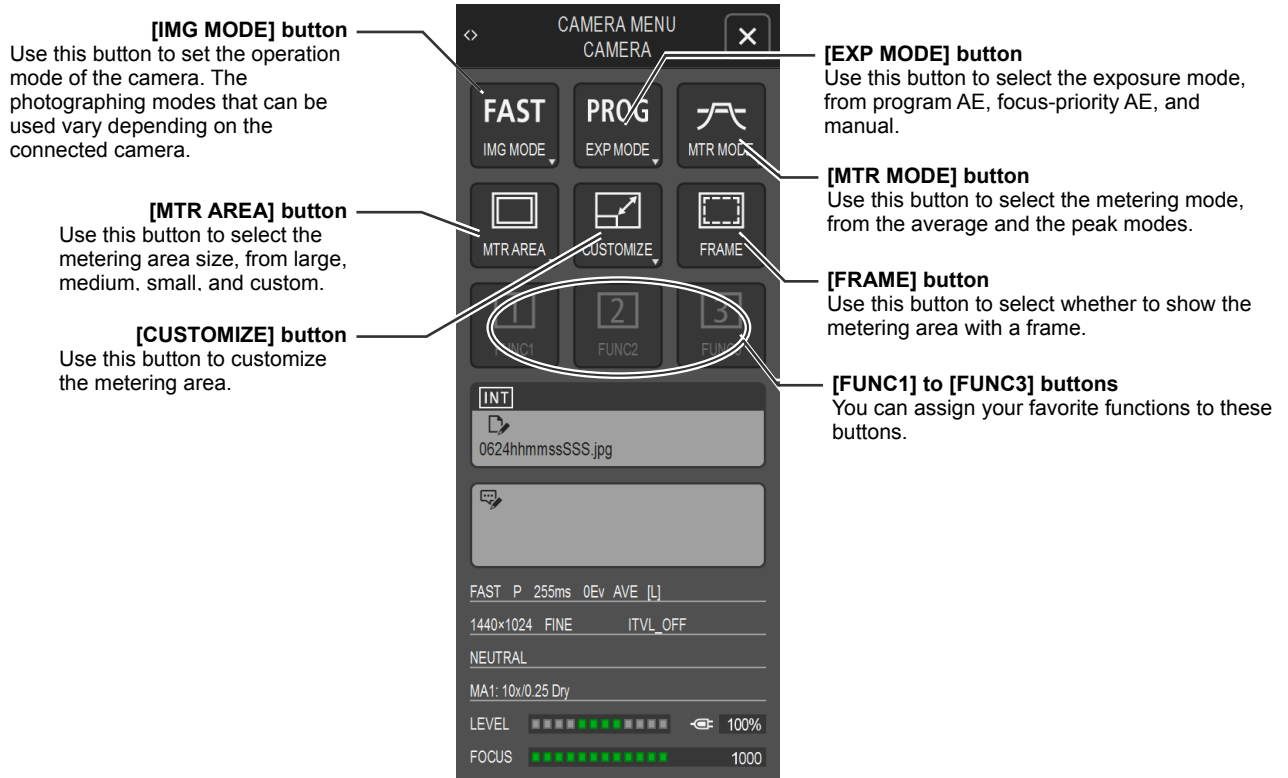 [IMG MODE] button
Use this button to set the operation
mode of the camera. The
photographing modes that can be
used vary depending on the
connected camera.
[MTR AREA] button
Use this button to select the
metering area size, from large,
medium, small, and custom.
[CUSTOMIZE] button
Use this button to customize
the metering area.
<> CAMERA MENU
CAMERA
FAST PROG
IMG MODE EXP MODE MTR MODE
MTR AREA CUSTOMIZE FRAME
1 2 3
FUNC1 FUNC2 FUNC3
INT
0624hhmmssSSS.jpg
FAST P 255ms 0Ev AVE [L]
1440×1024 FINE ITVL_OFF
NEUTRAL
MA1: 10x/0.25 Dry
LEVEL 100%
FOCUS 1000
[EXP MODE] button
Use this button to select the exposure mode,
from program AE, focus-priority AE, and
manual.
[MTR MODE] button
Use this button to select the metering mode,
from the average and the peak modes.
[FRAME] button
Use this button to select whether to show the
metering area with a frame.
[FUNC1] to [FUNC3] buttons
You can assign your favorite functions to these
buttons.